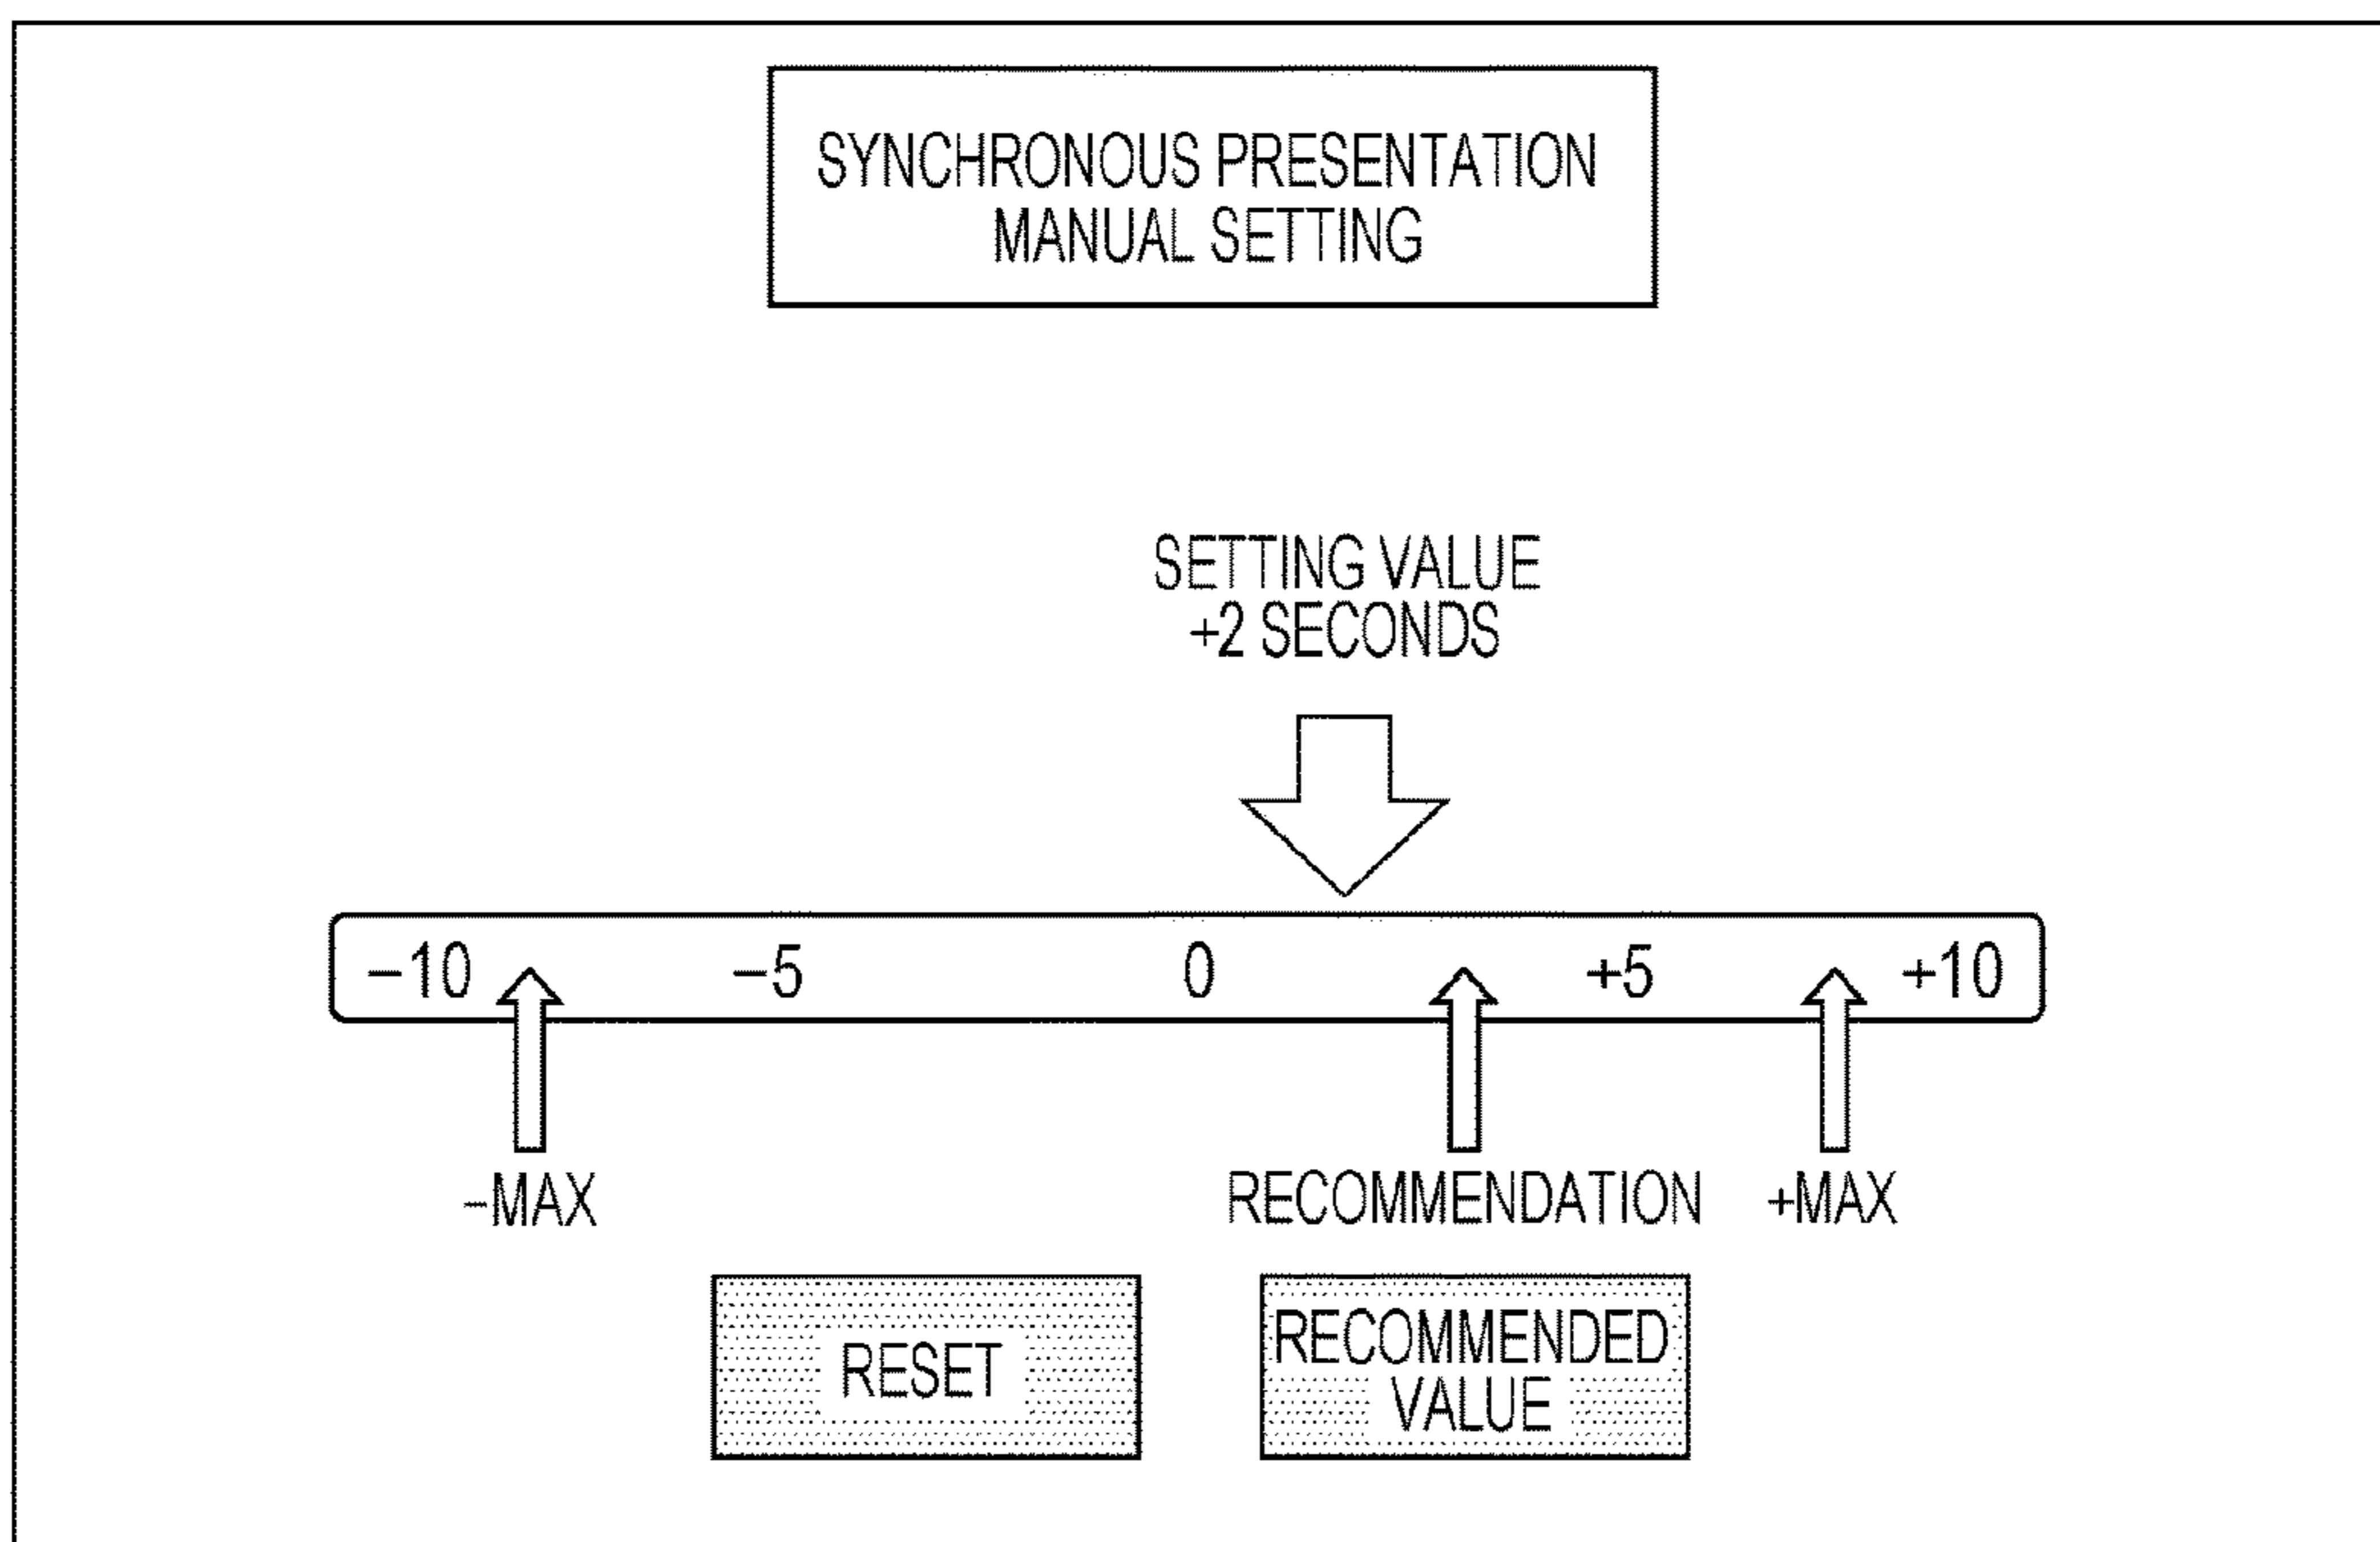 SYNCHRONOUS PRESENTATION
MANUAL SETTING
SETTING VALUE
+2 SECONDS
−10 −5 0 +5 +10
−MAX RECOMMENDATION +MAX
RESET
RECOMMENDED
VALUE